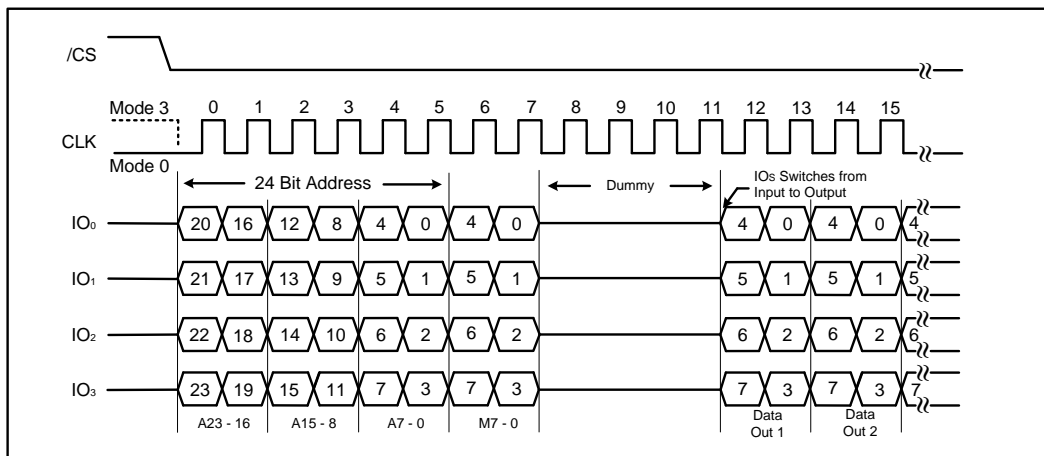 /CS
Mode 3
0 1 2 3 4 5 6 7 8 9 10 11 12 13 14 15
CLK
Mode 0
24 Bit Address
Dummy
IOs Switches from
Input to Output
IO0 20 16 12 8 4 0 4 0 4 0 4 0 4
IO1 21 17 13 9 5 1 5 1 5 1 5 1 5
IO2 22 18 14 10 6 2 6 2 6 2 6 2 6
IO3 23 19 15 11 7 3 7 3 7 3 7 3 7
A23 - 16 A15 - 8 A7 - 0 M7 - 0
Data
Out 1
Data
Out 2